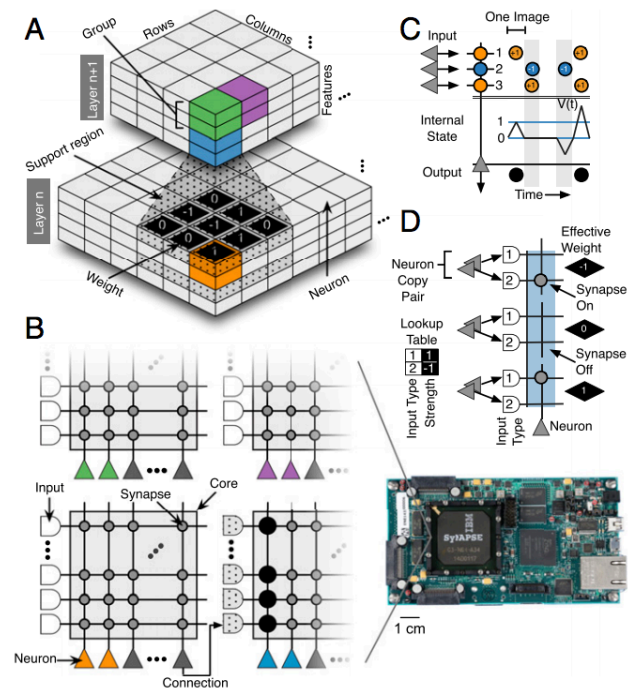 A
Group
Rows
Columns
Layer n+1
Features
Support region
Layer n
0
-1
0
0
1
1
0
-1
1
Weight
Neuron
B
Input
Synapse
Core
Neuron
Connection
C
One Image
Input
1
2
3
+1
+1
-1
-1
+1
+1
V(t)
Internal
State
1
0
Output
Time
D
Effective
Weight
Neuron
Copy
Pair
1
2
-1
Synapse
On
Lookup
Table
1 1
2 -1
Input Type
Strength
1
2
0
Synapse
Off
1
2
1
Input
Type
Neuron
IBM
SyNAPSE
1 cm